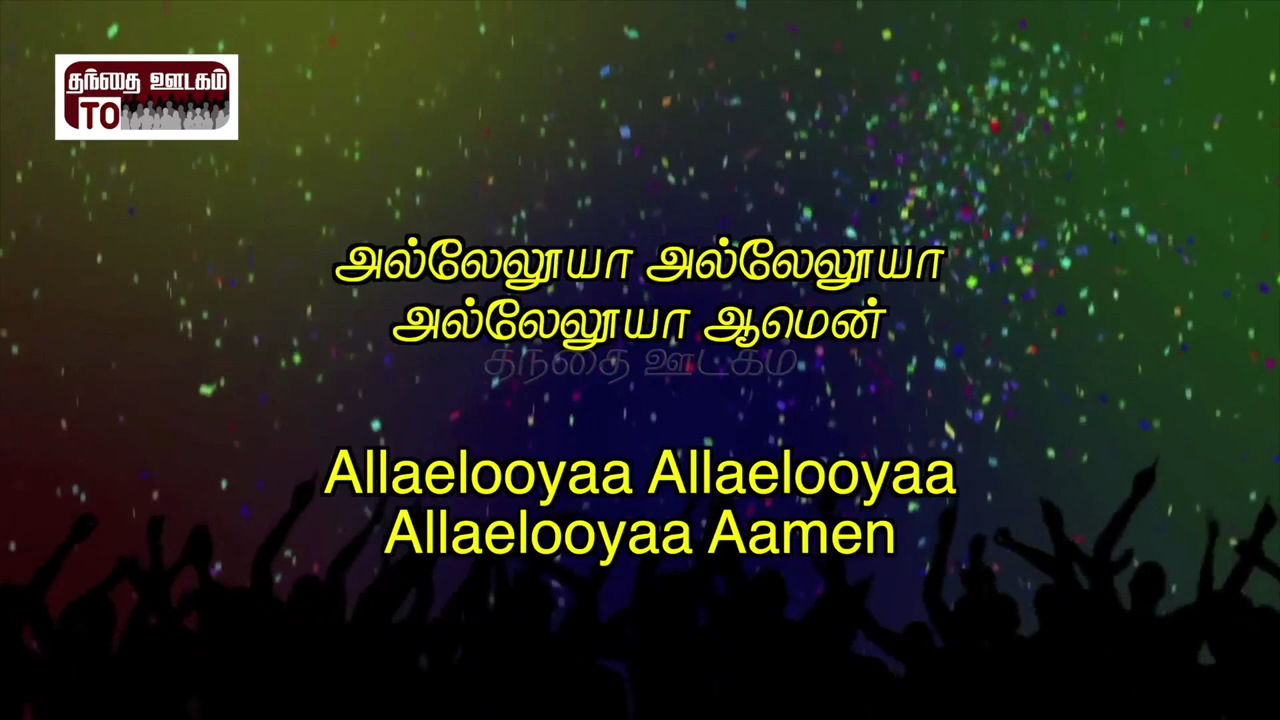 தந்தை ஊடகம்
TO
அல்லேலூயா அல்லேலூயா
அல்லேலூயா ஆமென்
தந்தை ஊடகம்
Allaelooyaa Allaelooyaa
Allaelooyaa Aamen